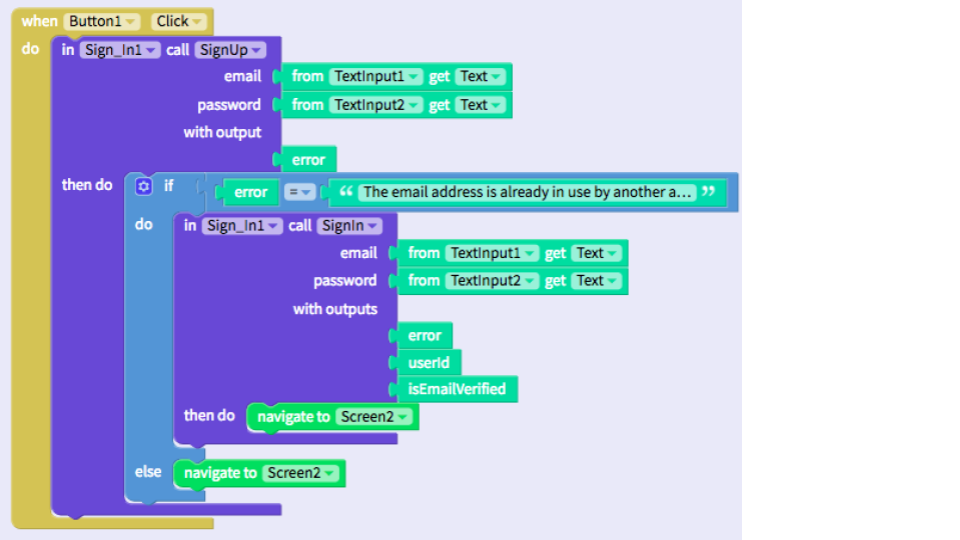 when Button1 Click
do in Sign_In1 call SignUp
email from TextInput1 get Text
password from TextInput2 get Text
with output
error
then do if error = “ The email address is already in use by another a... ”
do in Sign_In1 call SignIn
email from TextInput1 get Text
password from TextInput2 get Text
with outputs
error
userId
isEmailVerified
then do navigate to Screen2
else navigate to Screen2